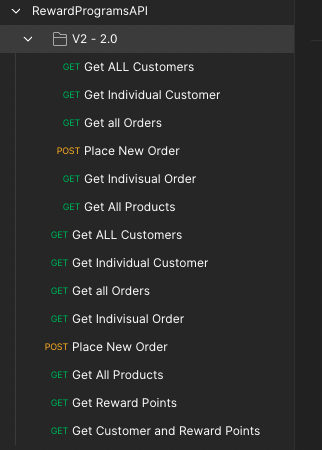 RewardProgramsAPI
V2 - 2.0
GET Get ALL Customers
GET Get Individual Customer
GET Get all Orders
POST Place New Order
GET Get Indivisual Order
GET Get All Products
GET Get ALL Customers
GET Get Individual Customer
GET Get all Orders
GET Get Indivisual Order
POST Place New Order
GET Get All Products
GET Get Reward Points
GET Get Customer and Reward Points